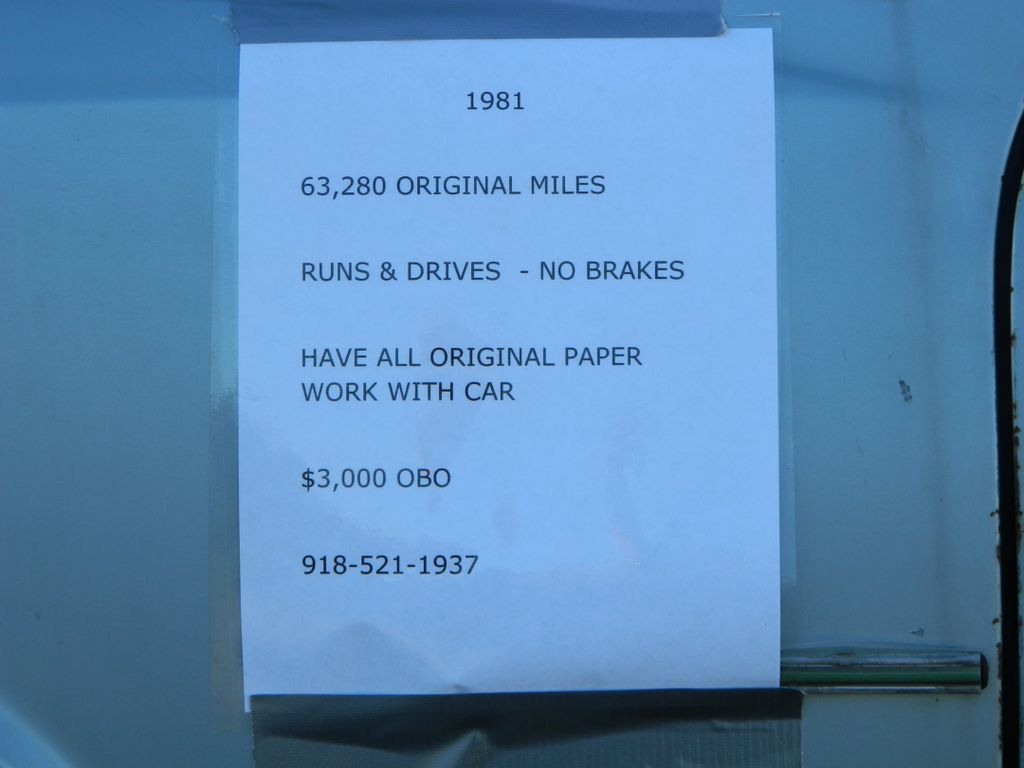 1981
63,280 ORIGINAL MILES
RUNS & DRIVES - NO BRAKES
HAVE ALL ORIGINAL PAPER
WORK WITH CAR
$3,000 OBO
918-521-1937